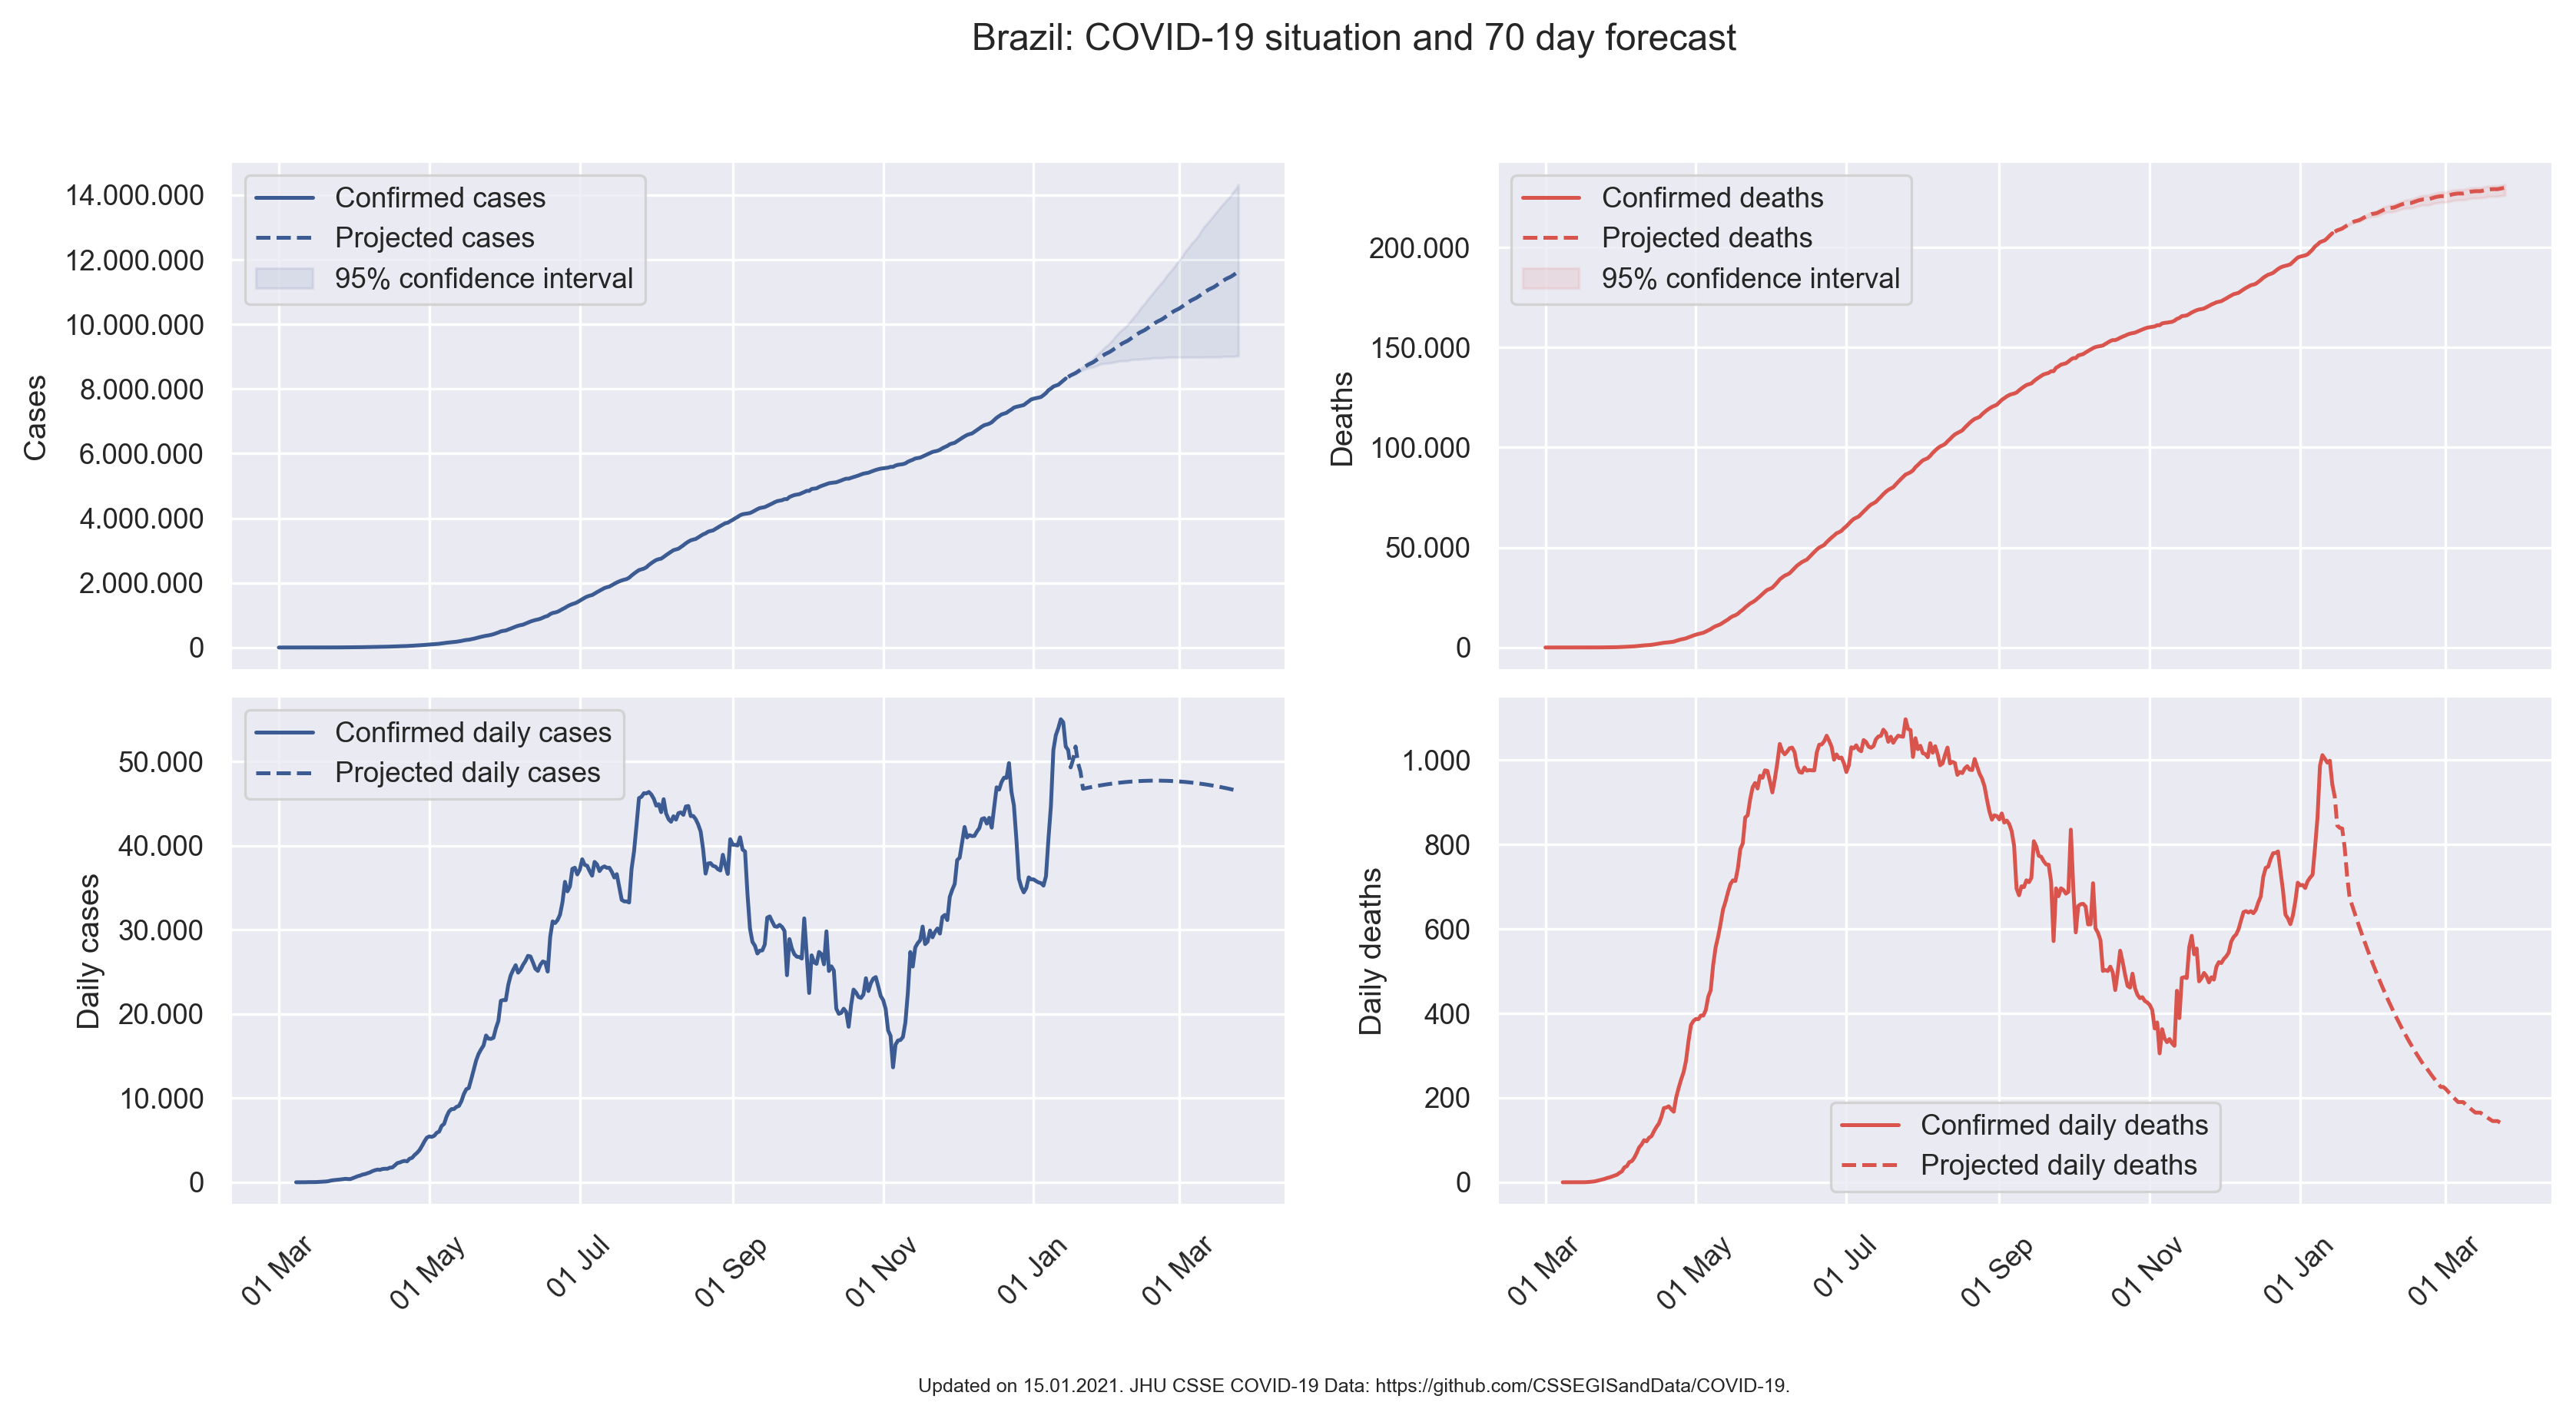 Brazil: COVID-19 situation and 70 day forecast
14.000.000
12.000.000
10.000.000
8.000.000
6.000.000
4.000.000
2.000.000
0
Cases
Confirmed cases
Projected cases
95% confidence interval
200.000
150.000
100.000
50.000
0
Deaths
Confirmed deaths
Projected deaths
95% confidence interval
50.000
40.000
30.000
20.000
10.000
0
Daily cases
Confirmed daily cases
Projected daily cases
01 Mar
01 May
01 Jul
01 Sep
01 Nov
01 Jan
01 Mar
1.000
800
600
400
200
0
Daily deaths
Confirmed daily deaths
Projected daily deaths
01 Mar
01 May
01 Jul
01 Sep
01 Nov
01 Jan
01 Mar
Updated on 15.01.2021. JHU CSSE COVID-19 Data: https://github.com/CSSEGISandData/COVID-19.